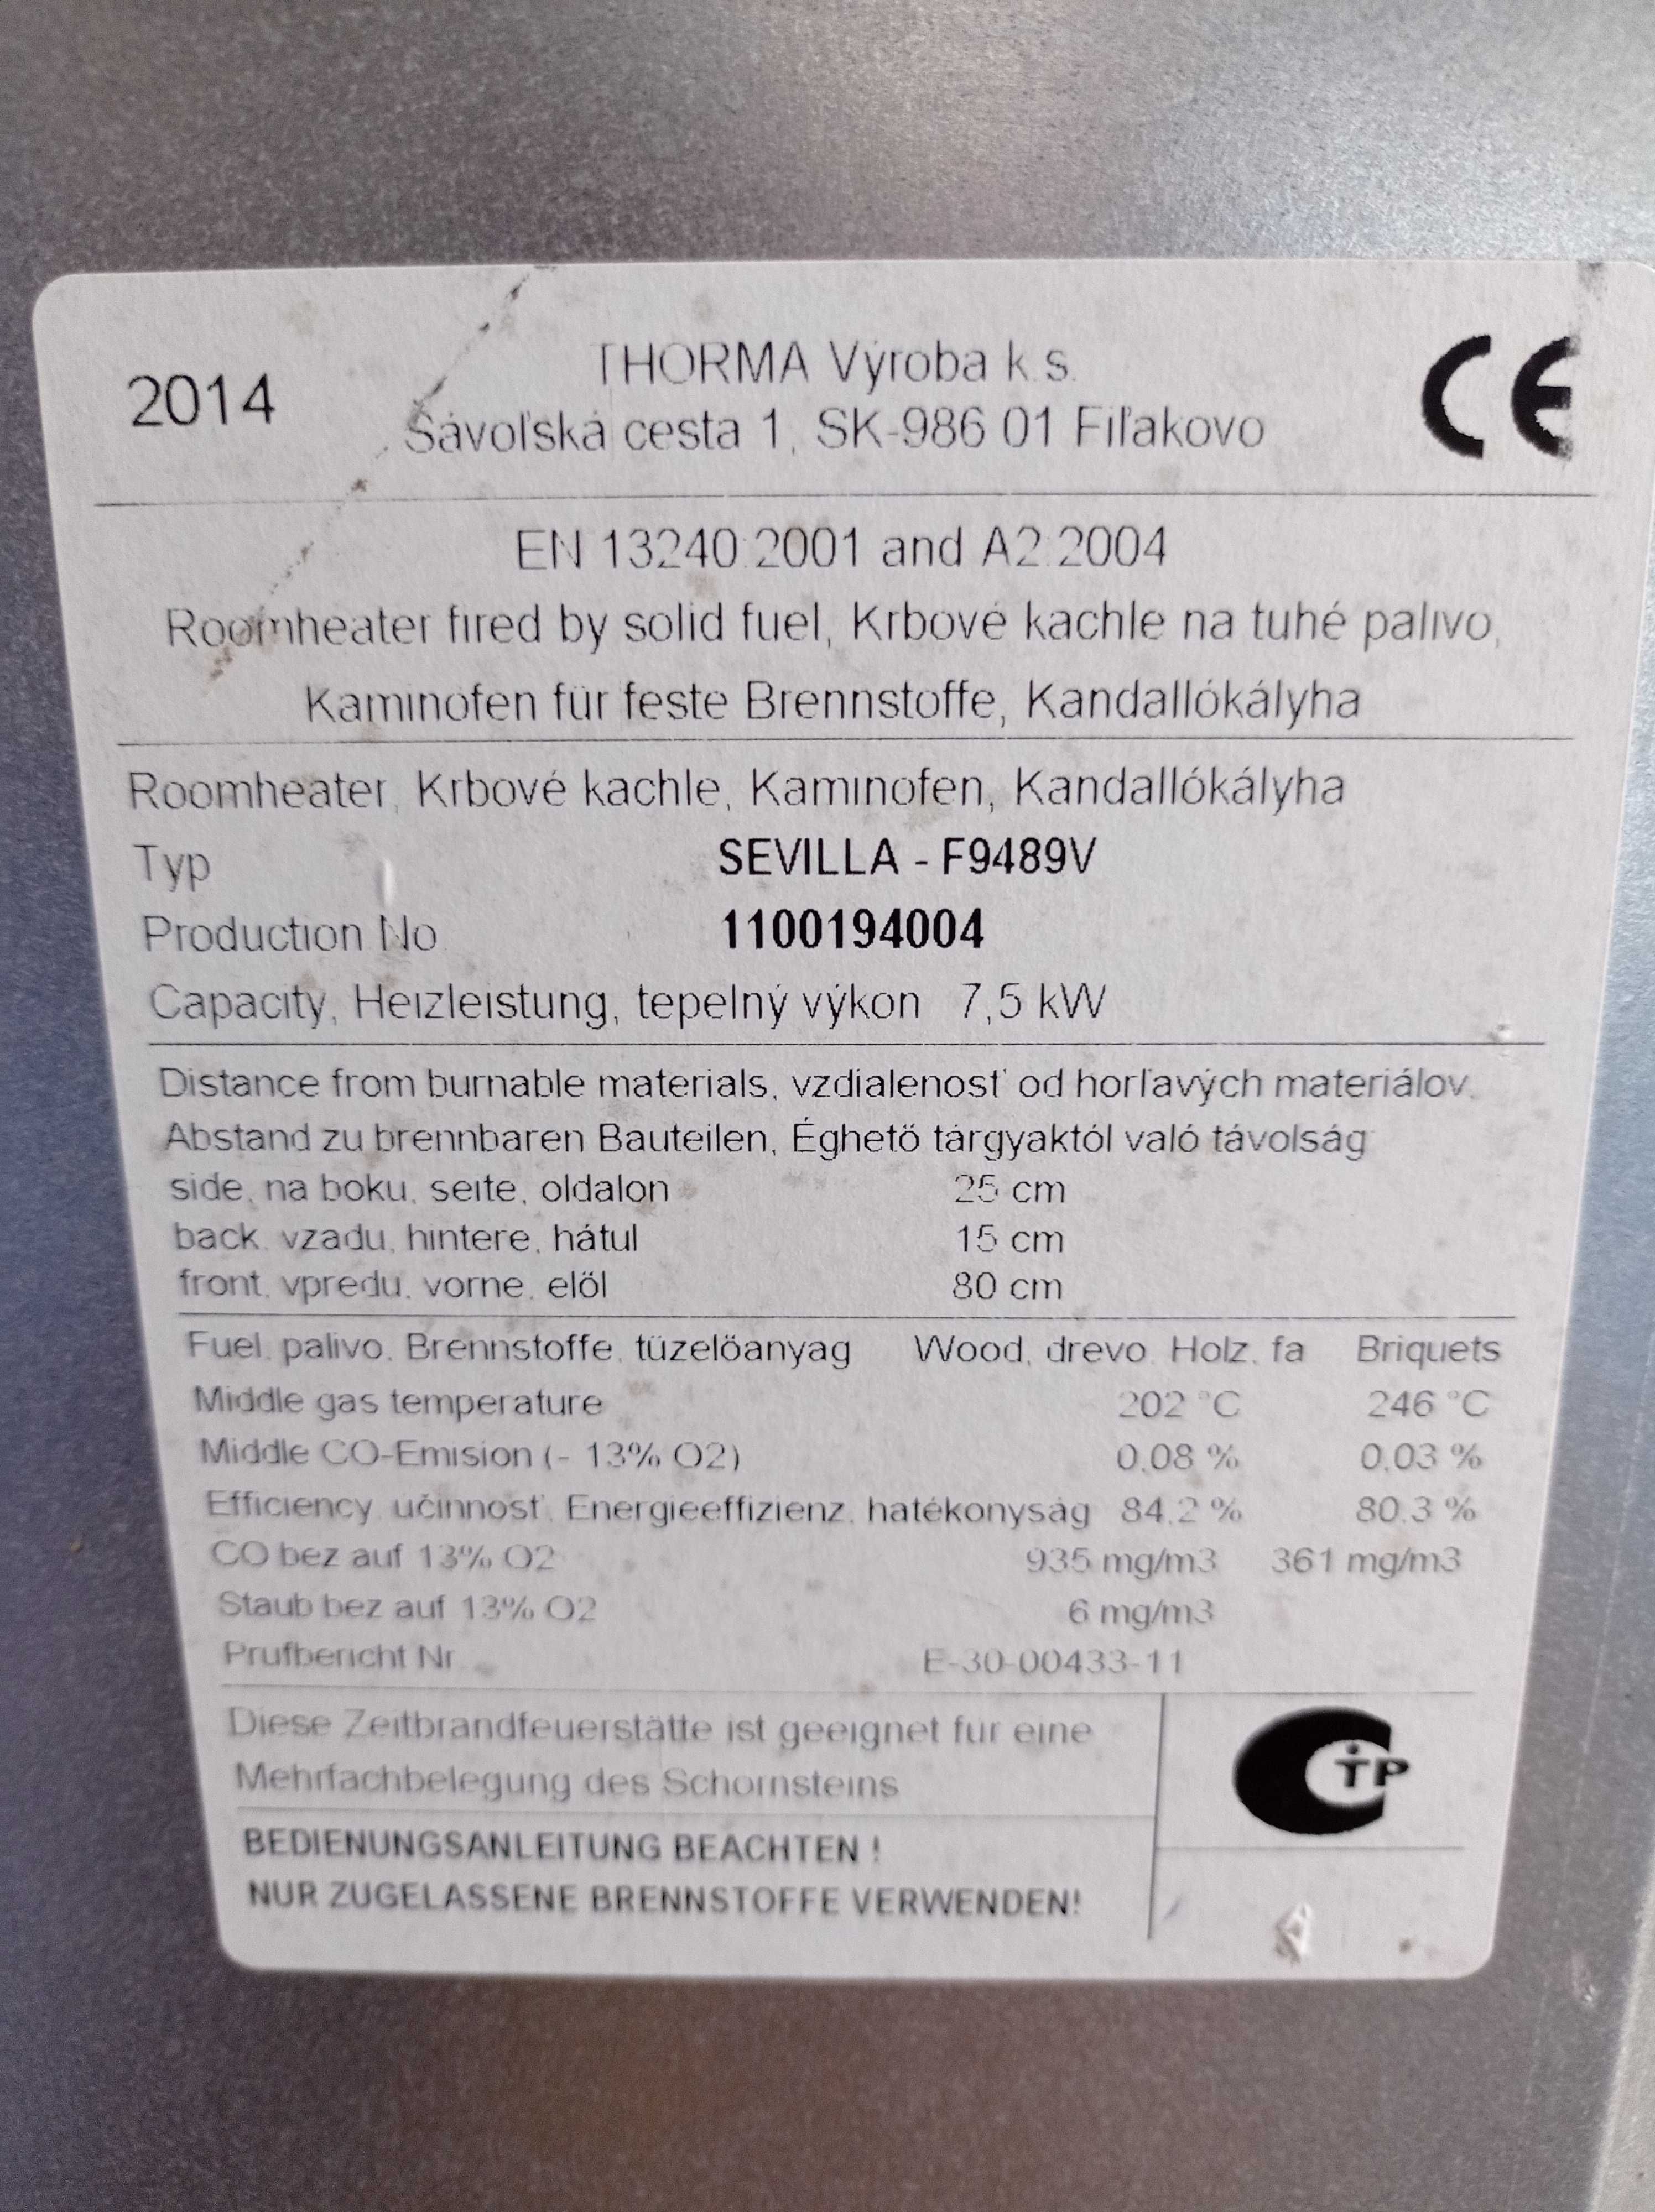 2014
THORMA Výroba k.s.
CE
Šávoľská cesta 1, SK-986 01 Fiľakovo
EN 13240:2001 and A2:2004
Roomheater fired by solid fuel, Krbové kachle na tuhé palivo,
Kaminofen für feste Brennstoffe, Kandallókályha
Roomheater, Krbové kachle, Kaminofen, Kandallókályha
Typ SEVILLA - F9489V
Production No 1100194004
Capacity, Heizleistung, tepelný výkon 7,5 kW
Distance from burnable materials, vzdialenosť od horľavých materiálov,
Abstand zu brennbaren Bauteilen, Éghető tárgyaktól való távolság
side, na boku, seite, oldalon 25 cm
back, vzadu, hintere, hátul 15 cm
front, vpredu, vorne, elöl 80 cm
Fuel, palivo, Brennstoffe, tüzelöanyag Wood, drevo, Holz, fa Briquets
Middle gas temperature 202 °C 246 °C
Middle CO-Emision (- 13% O2) 0,08 % 0,03 %
Efficiency, účinnosť, Energieeffizienz, hatékonyság 84,2 % 80,3 %
CO bez auf 13% O2 935 mg/m3 361 mg/m3
Staub bez auf 13% O2 6 mg/m3
Prufbericht Nr E-30-00433-11
Diese Zeitbrandfeuerstätte ist geeignet für eine
Mehrfachbelegung des Schornsteins
CTP
BEDIENUNGSANLEITUNG BEACHTEN !
NUR ZUGELASSENE BRENNSTOFFE VERWENDEN!